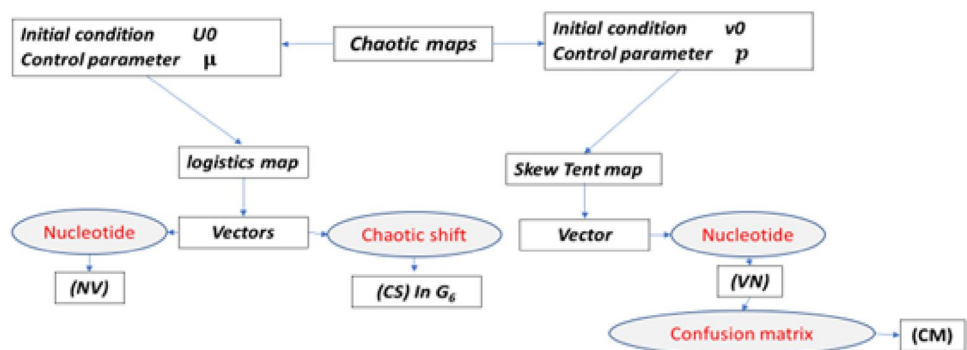 Initial condition U0
Control parameter μ
Chaotic maps
Initial condition v0
Control parameter p
logistics map
Skew Tent map
Nucleotide
Vectors
Chaotic shift
Vector
Nucleotide
(NV)
(CS) In G₆
(VN)
Confusion matrix
(CM)